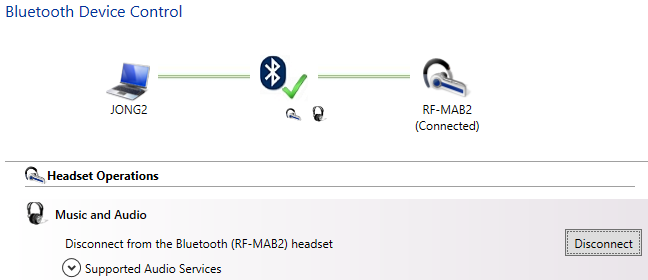 Bluetooth Device Control
JONG2
RF-MAB2
(Connected)
Headset Operations
Music and Audio
Disconnect from the Bluetooth (RF-MAB2) headset
Disconnect
Supported Audio Services